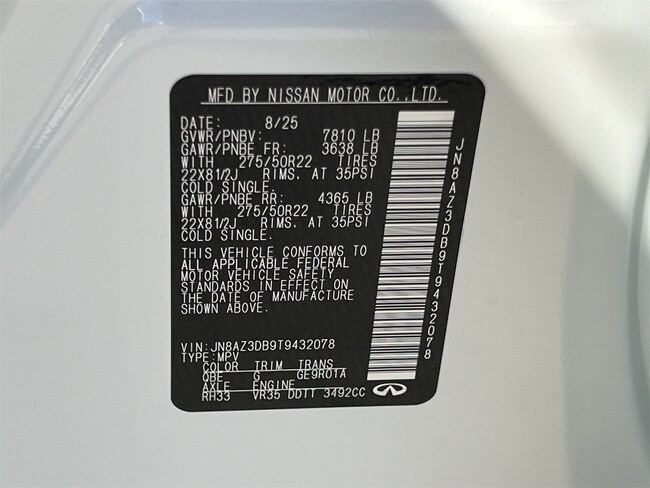 MFD BY NISSAN MOTOR CO.,LTD.
DATE: 8/25
GVWR/PNBV: 7810 LB
GAWR/PNBE FR: 3638 LB
WITH 275/50R22 TIRES
22X81/2J RIMS, AT 35PSI
COLD SINGLE.
GAWR/PNBE RR: 4365 LB
WITH 275/50R22 TIRES
22X81/2J RIMS, AT 35PSI
COLD SINGLE.
THIS VEHICLE CONFORMS TO
ALL APPLICABLE FEDERAL
MOTOR VEHICLE SAFETY
STANDARDS IN EFFECT ON
THE DATE OF MANUFACTURE
SHOWN ABOVE.
VIN: JN8AZ3DB9T9432078
TYPE: MPV
COLOR TRIM TRANS
QBE G GE9R01A
AXLE ENGINE
RH33 VR35 DDTT 3492CC
JN8AZ3DB9T9432078